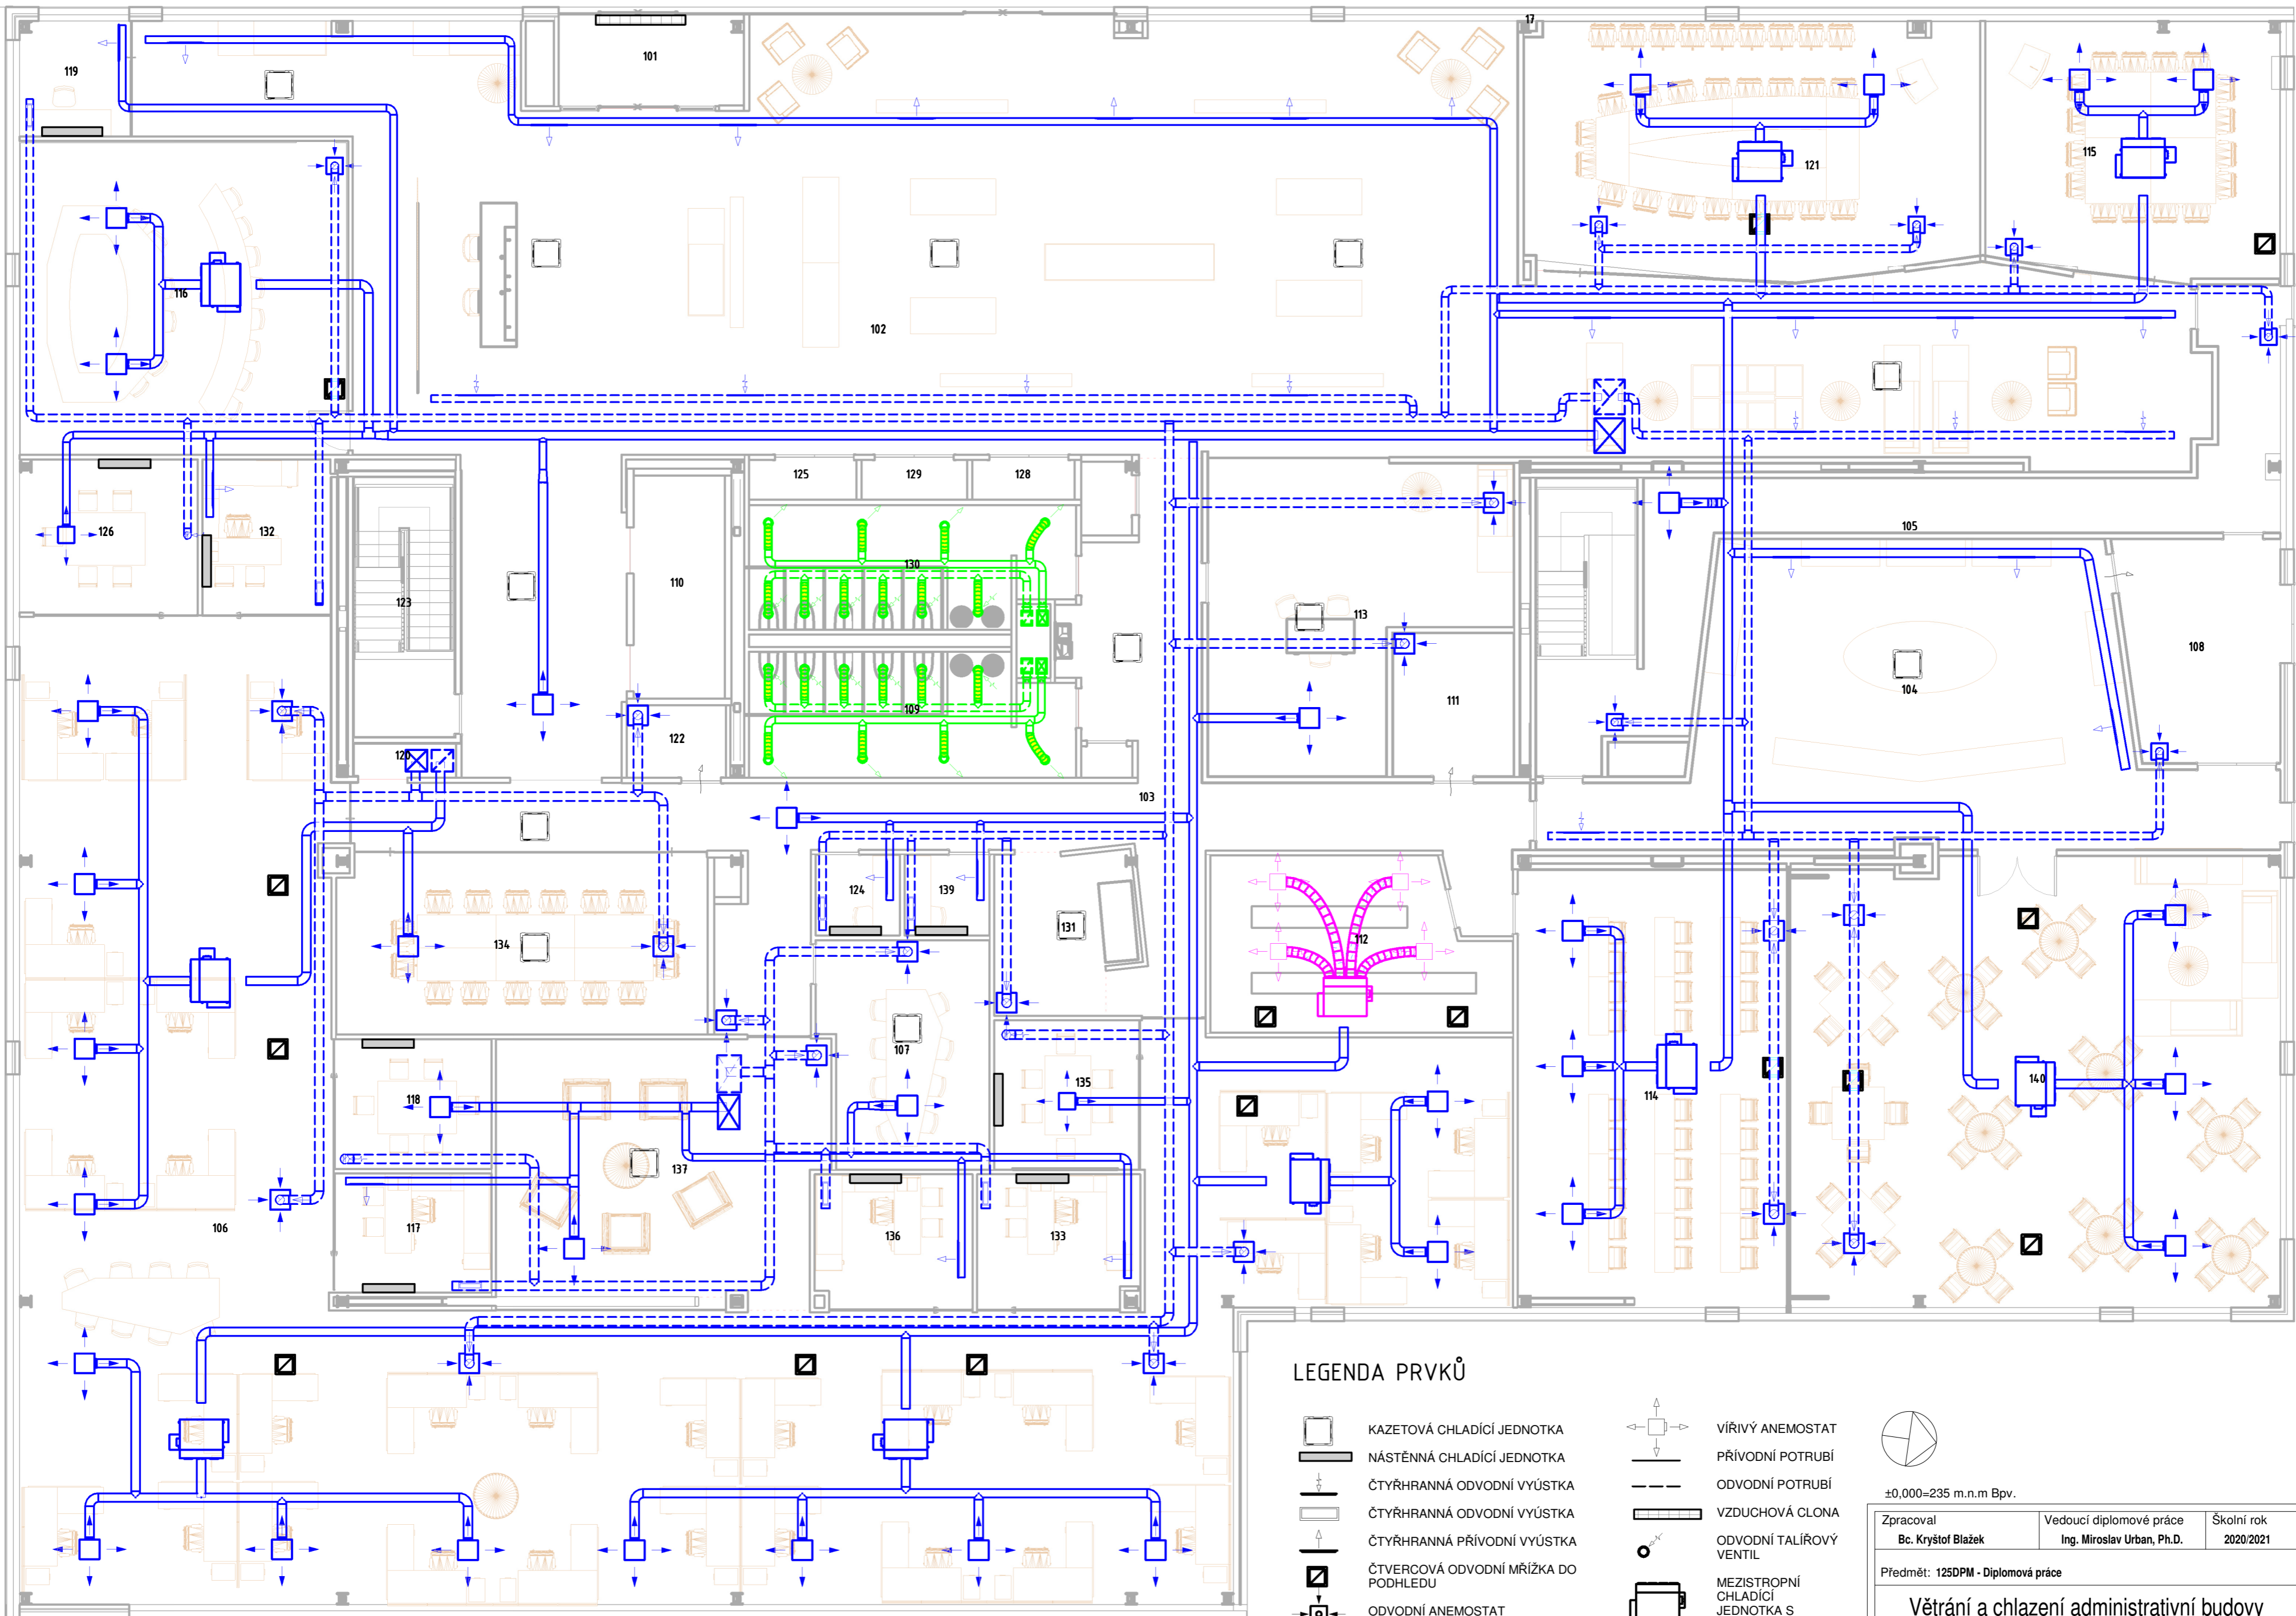 17
101
119
121
115
116
102
125
129
128
126
132
105
130
123
110
113
108
104
111
109
122
120
103
124
139
131
134
112
107
118
135
140
114
137
117
136
133
106
LEGENDA PRVKŮ
KAZETOVÁ CHLADÍCÍ JEDNOTKA
NÁSTĚNNÁ CHLADÍCÍ JEDNOTKA
ČTYŘHRANNÁ ODVODNÍ VYÚSTKA
ČTYŘHRANNÁ ODVODNÍ VYÚSTKA
ČTYŘHRANNÁ PŘÍVODNÍ VYÚSTKA
ČTVERCOVÁ ODVODNÍ MŘÍŽKA DO
PODHLEDU
ODVODNÍ ANEMOSTAT
VÍŘIVÝ ANEMOSTAT
PŘÍVODNÍ POTRUBÍ
ODVODNÍ POTRUBÍ
VZDUCHOVÁ CLONA
ODVODNÍ TALÍŘOVÝ
VENTIL
MEZISTROPNÍ
CHLADÍCÍ
JEDNOTKA S
±0,000=235 m.n.m Bpv.
Zpracoval
Bc. Kryštof Blažek
Vedoucí diplomové práce
Ing. Miroslav Urban, Ph.D.
Školní rok
2020/2021
Předmět: 125DPM - Diplomová práce
Větrání a chlazení administrativní budovy